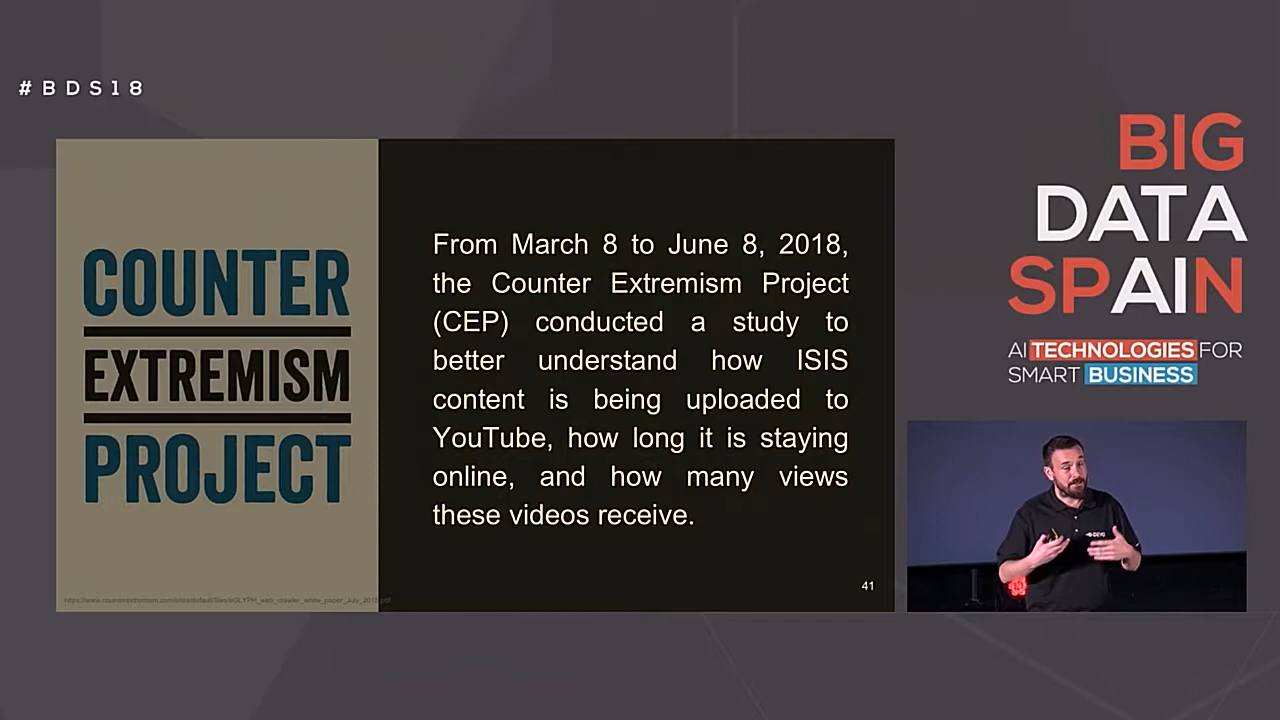 #BDS18
COUNTER
EXTREMISM
PROJECT
From March 8 to June 8, 2018,
the Counter Extremism Project
(CEP) conducted a study to
better understand how ISIS
content is being uploaded to
YouTube, how long it is staying
online, and how many views
these videos receive.
41
BIG
DATA
SPAIN
AI TECHNOLOGIES FOR
SMART BUSINESS